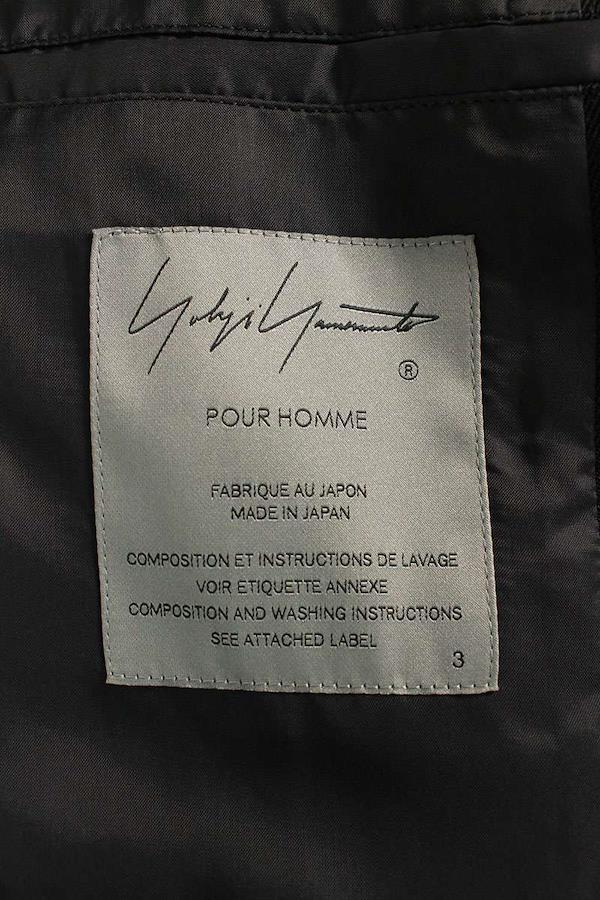 Yohji Yamamoto
®
POUR HOMME
FABRIQUE AU JAPON
MADE IN JAPAN
COMPOSITION ET INSTRUCTIONS DE LAVAGE
VOIR ETIQUETTE ANNEXE
COMPOSITION AND WASHING INSTRUCTIONS
SEE ATTACHED LABEL
3